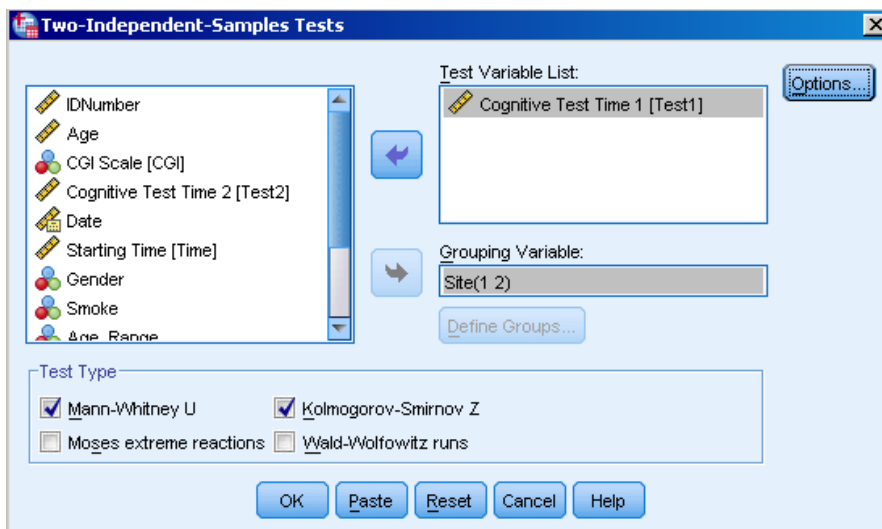 Two-Independent-Samples Tests
IDNumber
Age
CGI Scale [CGI]
Cognitive Test Time 2 [Test2]
Date
Starting Time [Time]
Gender
Smoke
Age_Range
Test Variable List:
Cognitive Test Time 1 [Test1]
Options...
Grouping Variable:
Site(1 2)
Define Groups...
Test Type
Mann-Whitney U
Kolmogorov-Smirnov Z
Moses extreme reactions
Wald-Wolfowitz runs
OK
Paste
Reset
Cancel
Help